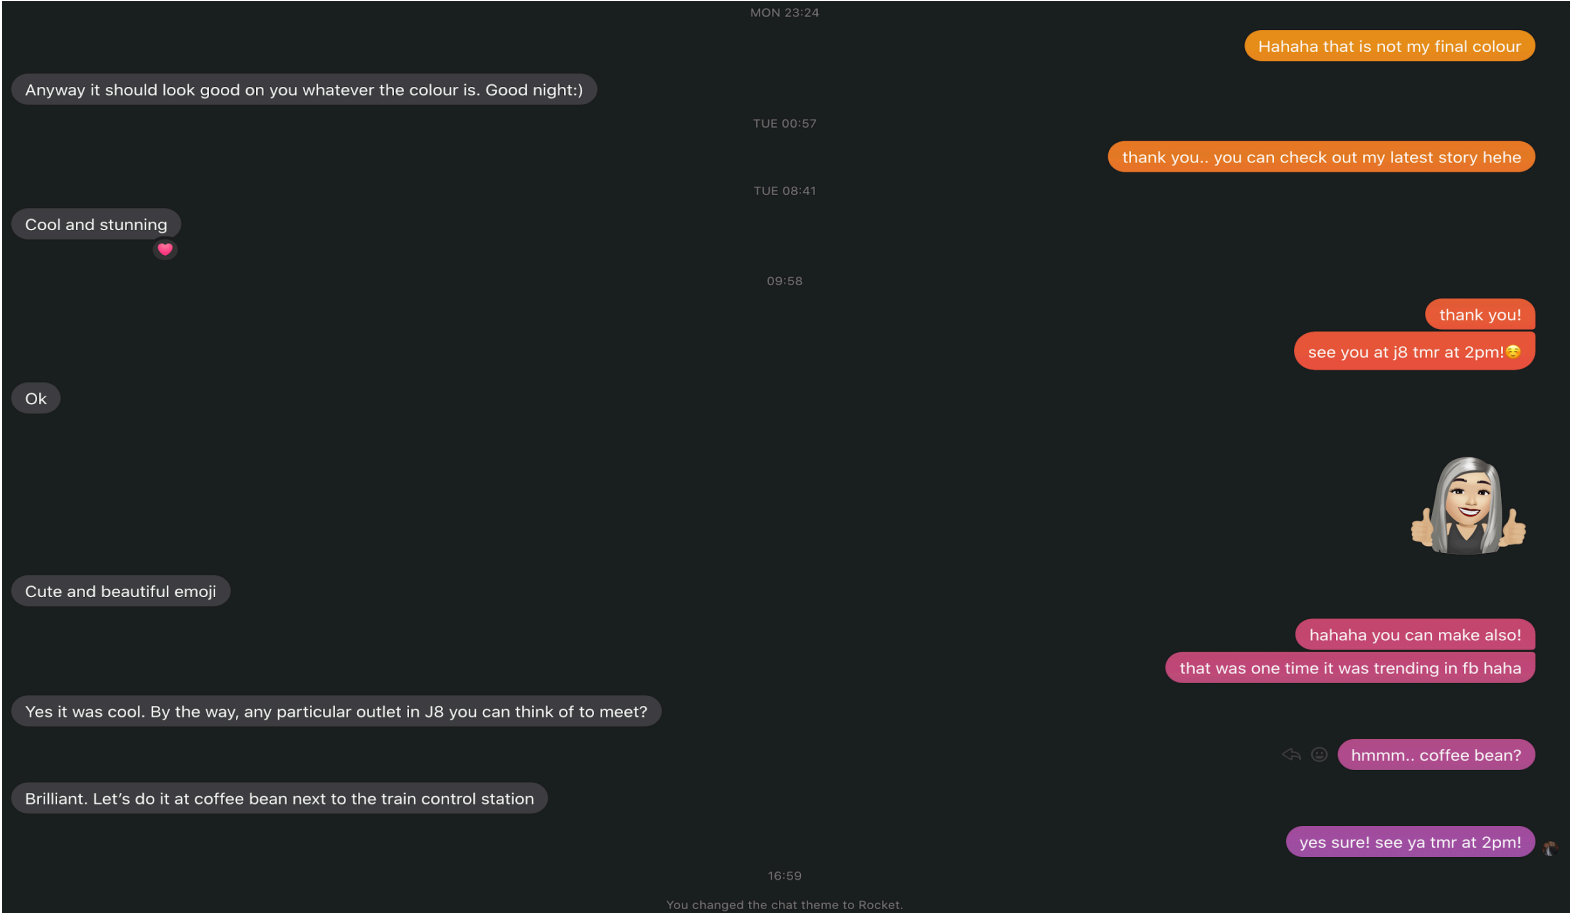 MON 23:24
Hahaha that is not my final colour
Anyway it should look good on you whatever the colour is. Good night:)
TUE 00:57
thank you.. you can check out my latest story hehe
TUE 08:41
Cool and stunning
09:58
thank you!
see you at j8 tmr at 2pm!☺️
Ok
Cute and beautiful emoji
hahaha you can make also!
that was one time it was trending in fb haha
Yes it was cool. By the way, any particular outlet in J8 you can think of to meet?
hmmm.. coffee bean?
Brilliant. Let’s do it at coffee bean next to the train control station
yes sure! see ya tmr at 2pm!
16:59
You changed the chat theme to Rocket.